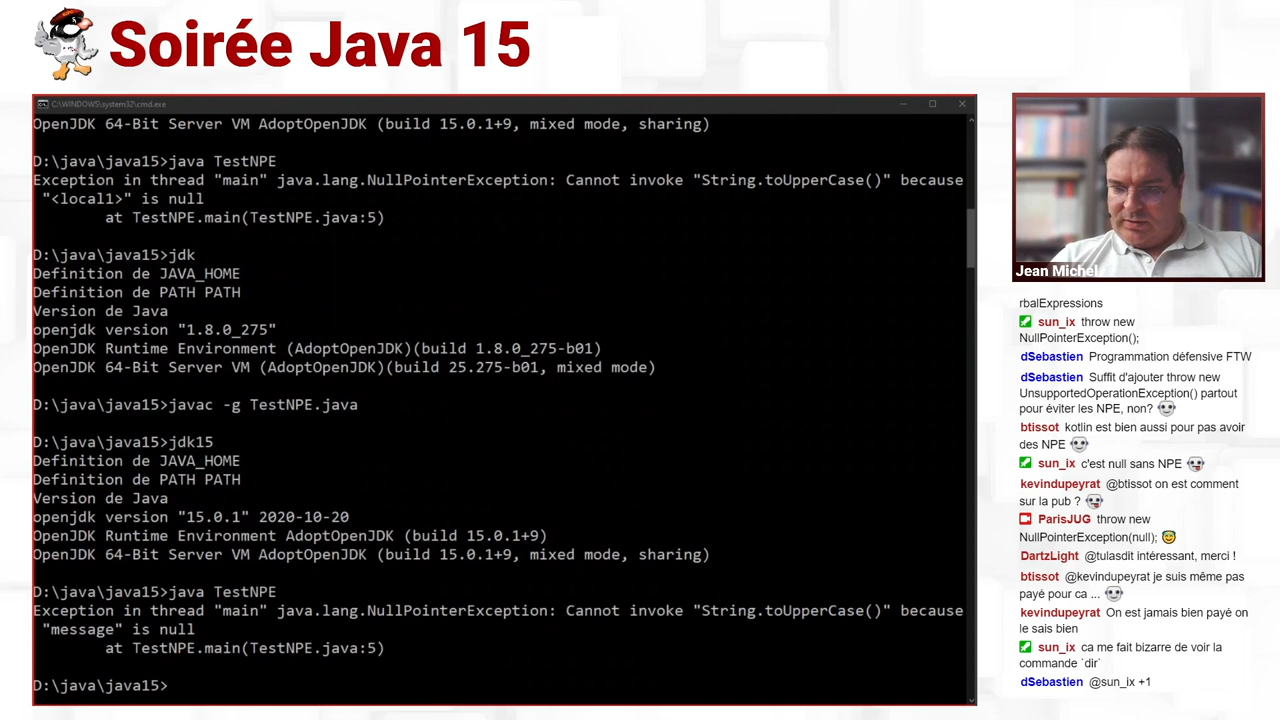 Soirée Java 15
C:\WINDOWS\system32\cmd.exe
OpenJDK 64-Bit Server VM AdoptOpenJDK (build 15.0.1+9, mixed mode, sharing)
D:\java\java15>java TestNPE
Exception in thread "main" java.lang.NullPointerException: Cannot invoke "String.toUpperCase()" because
"<local1>" is null
at TestNPE.main(TestNPE.java:5)
D:\java\java15>jdk
Definition de JAVA_HOME
Definition de PATH PATH
Version de Java
openjdk version "1.8.0_275"
OpenJDK Runtime Environment (AdoptOpenJDK)(build 1.8.0_275-b01)
OpenJDK 64-Bit Server VM (AdoptOpenJDK)(build 25.275-b01, mixed mode)
D:\java\java15>javac -g TestNPE.java
D:\java\java15>jdk15
Definition de JAVA_HOME
Definition de PATH PATH
Version de Java
openjdk version "15.0.1" 2020-10-20
OpenJDK Runtime Environment AdoptOpenJDK (build 15.0.1+9)
OpenJDK 64-Bit Server VM AdoptOpenJDK (build 15.0.1+9, mixed mode, sharing)
D:\java\java15>java TestNPE
Exception in thread "main" java.lang.NullPointerException: Cannot invoke "String.toUpperCase()" because
"message" is null
at TestNPE.main(TestNPE.java:5)
D:\java\java15>
Jean Michel
rbalExpressions
sun_ix throw new
NullPointerException();
dSebastien Programmation défensive FTW
dSebastien Suffit d'ajouter throw new
UnsupportedOperationException() partout
pour éviter les NPE, non?
btissot kotlin est bien aussi pour pas avoir
des NPE
sun_ix c'est null sans NPE
kevindupeyrat @btissot on est comment
sur la pub ?
ParisJUG throw new
NullPointerException(null);
DartzLight @tulasdit intéressant, merci !
btissot @kevindupeyrat je suis même pas
payé pour ca ...
kevindupeyrat On est jamais bien payé on
le sais bien
sun_ix ca me fait bizarre de voir la
commande `dir`
dSebastien @sun_ix +1